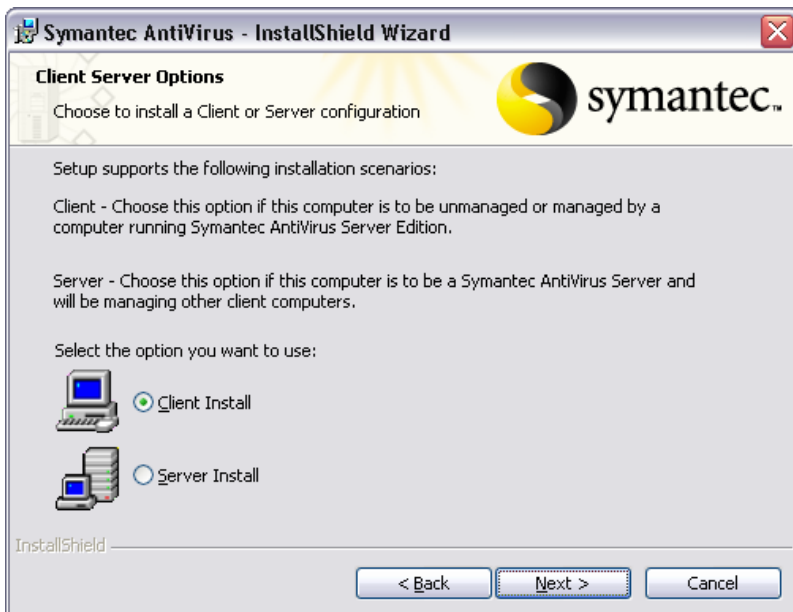 Symantec AntiVirus - InstallShield Wizard
Client Server Options
Choose to install a Client or Server configuration
symantec™
Setup supports the following installation scenarios:
Client - Choose this option if this computer is to be unmanaged or managed by a
computer running Symantec AntiVirus Server Edition.
Server - Choose this option if this computer is to be a Symantec AntiVirus Server and
will be managing other client computers.
Select the option you want to use:
Client Install
Server Install
InstallShield
< Back
Next >
Cancel